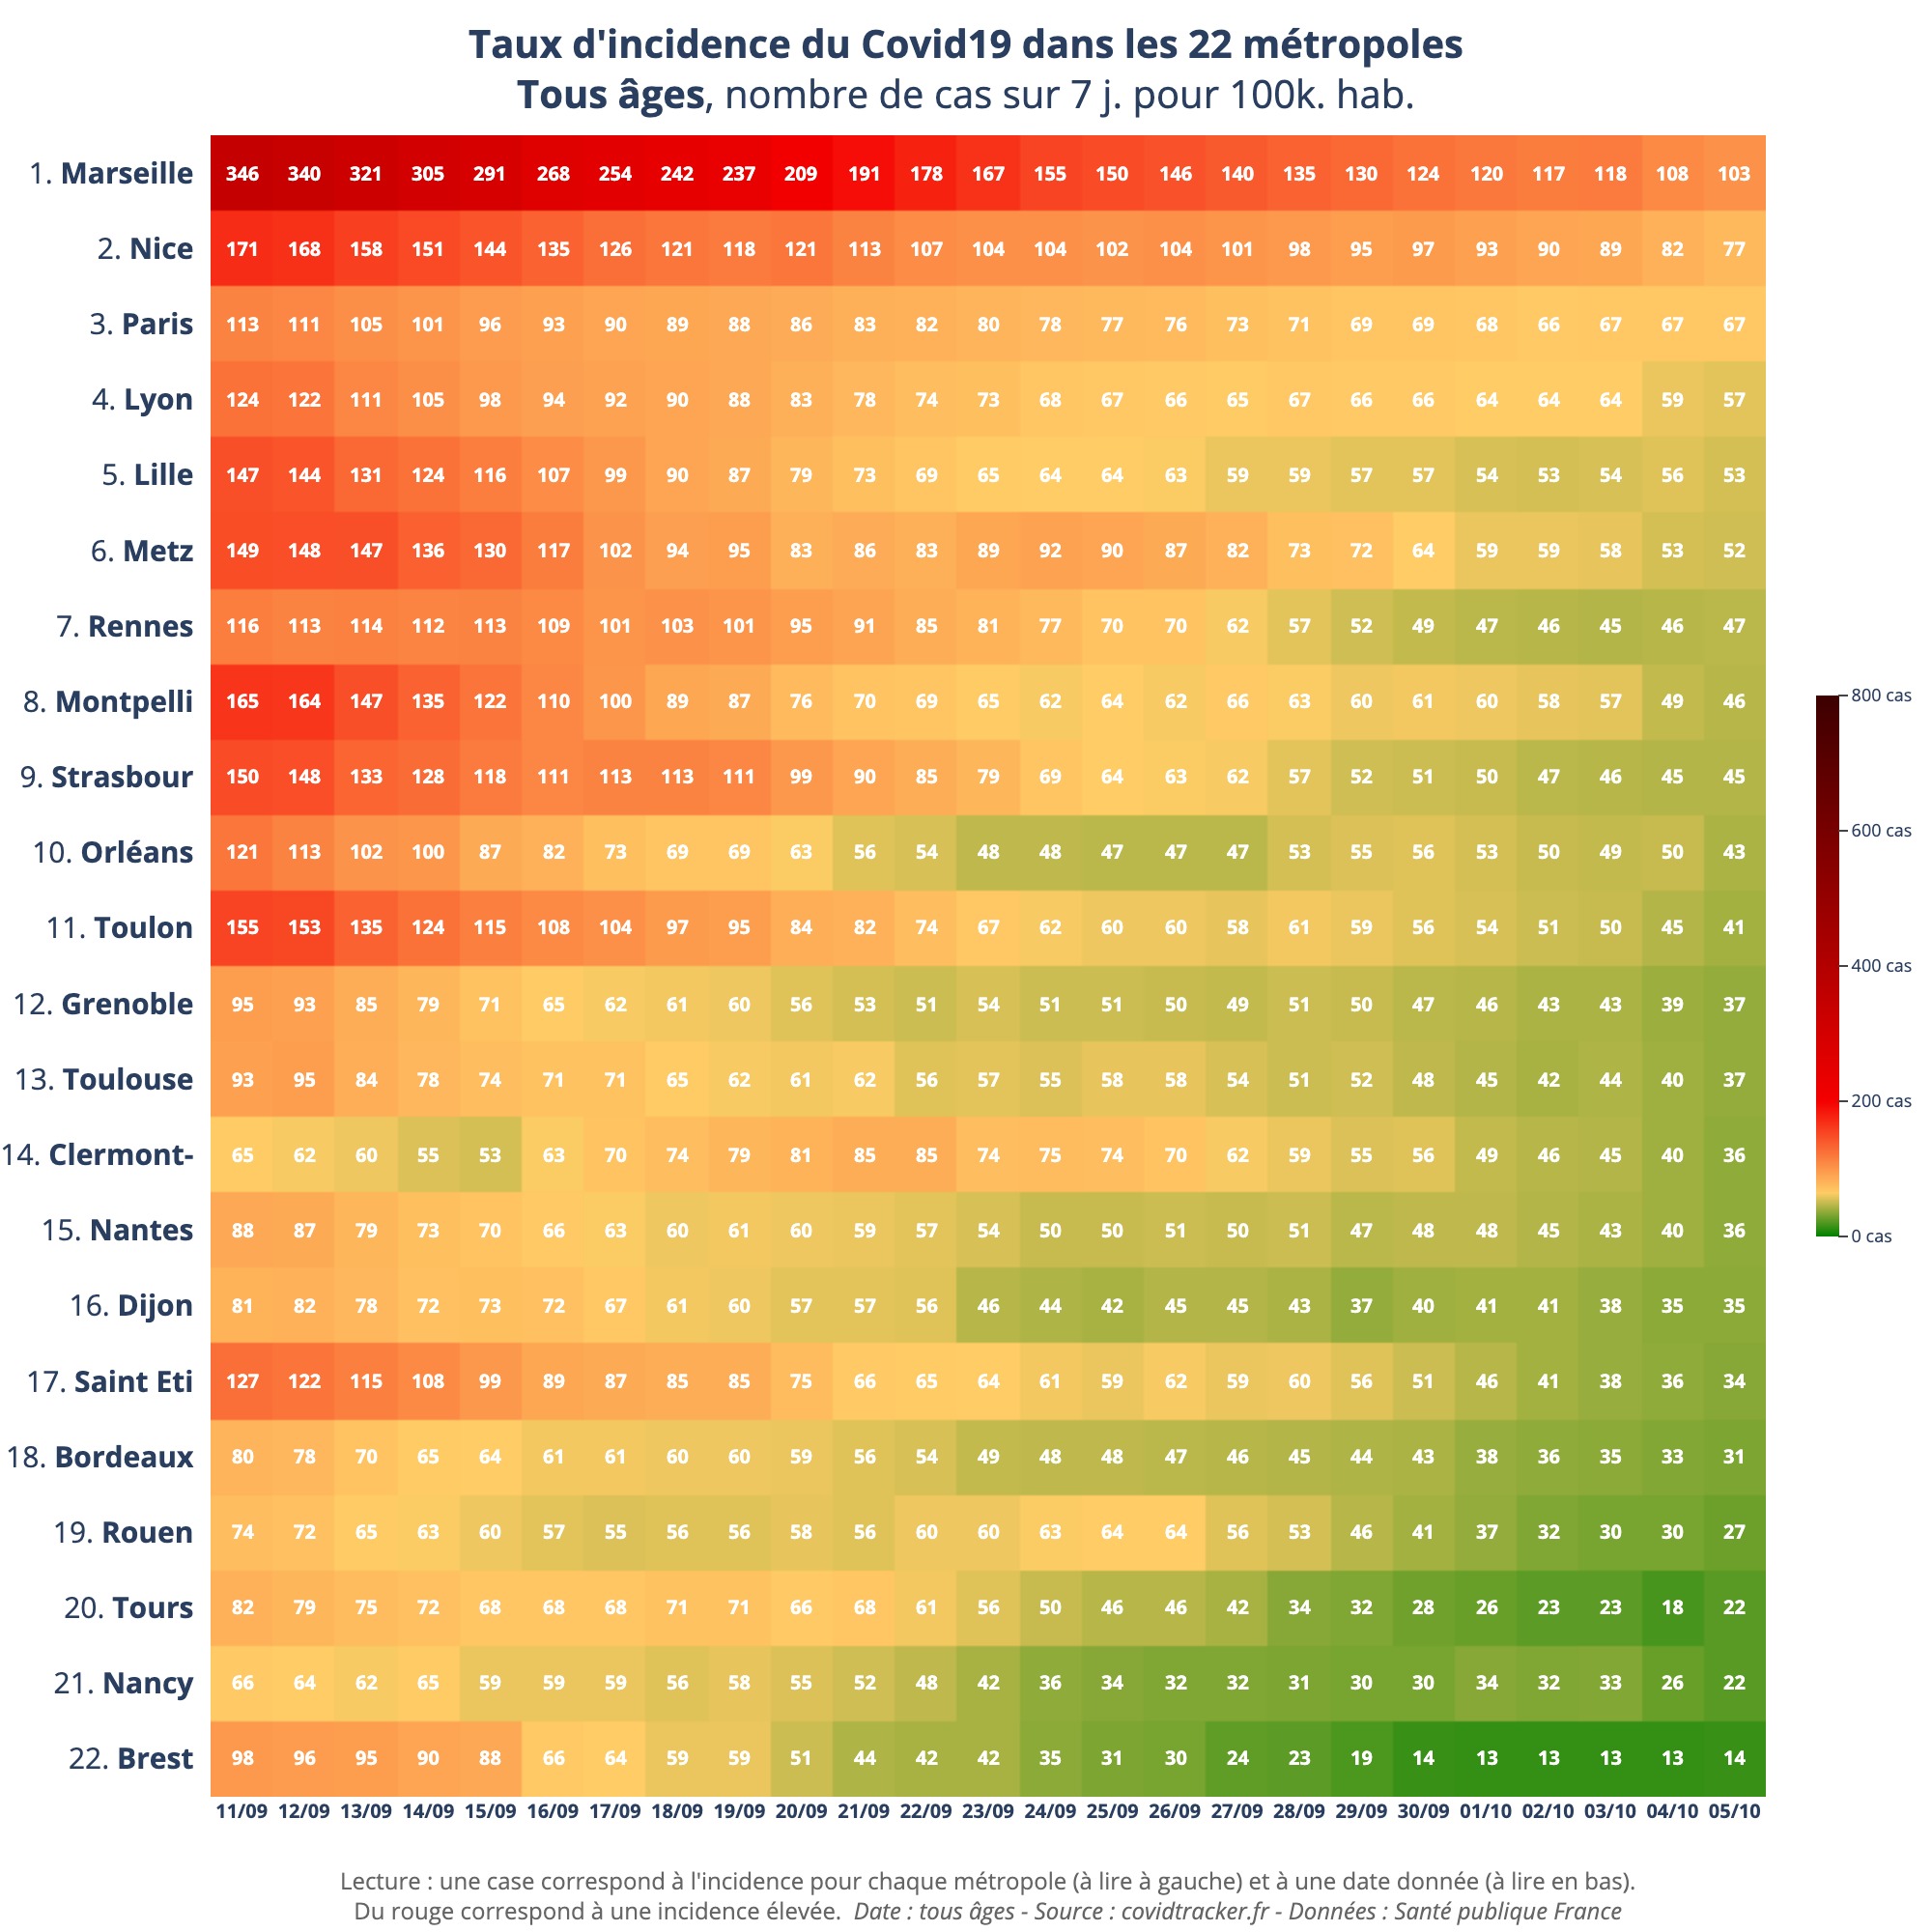 Taux d'incidence du Covid19 dans les 22 métropoles
Tous âges, nombre de cas sur 7 j. pour 100k. hab.
1. Marseille 346 340 321 305 291 268 254 242 237 209 191 178 167 155 150 146 140 135 130 124 120 117 118 108 103
2. Nice 171 168 158 151 144 135 126 121 118 121 113 107 104 104 102 104 101 98 95 97 93 90 89 82 77
3. Paris 113 111 105 101 96 93 90 89 88 86 83 82 80 78 77 76 73 71 69 69 68 66 67 67 67
4. Lyon 124 122 111 105 98 94 92 90 88 83 78 74 73 68 67 66 65 67 66 66 64 64 64 59 57
5. Lille 147 144 131 124 116 107 99 90 87 79 73 69 65 64 64 63 59 59 57 57 54 53 54 56 53
6. Metz 149 148 147 136 130 117 102 94 95 83 86 83 89 92 90 87 82 73 72 64 59 59 58 53 52
7. Rennes 116 113 114 112 113 109 101 103 101 95 91 85 81 77 70 70 62 57 52 49 47 46 45 46 47
8. Montpelli 165 164 147 135 122 110 100 89 87 76 70 69 65 62 64 62 66 63 60 61 60 58 57 49 46
800 cas
9. Strasbour 150 148 133 128 118 111 113 113 111 99 90 85 79 69 64 63 62 57 52 51 50 47 46 45 45
600 cas
10. Orléans 121 113 102 100 87 82 73 69 69 63 56 54 48 48 47 47 47 53 55 56 53 50 49 50 43
11. Toulon 155 153 135 124 115 108 104 97 95 84 82 74 67 62 60 60 58 61 59 56 54 51 50 45 41
400 cas
12. Grenoble 95 93 85 79 71 65 62 61 60 56 53 51 54 51 51 50 49 51 50 47 46 43 43 39 37
13. Toulouse 93 95 84 78 74 71 71 65 62 61 62 56 57 55 58 58 54 51 52 48 45 42 44 40 37
200 cas
14. Clermont- 65 62 60 55 53 63 70 74 79 81 85 85 74 75 74 70 62 59 55 56 49 46 45 40 36
15. Nantes 88 87 79 73 70 66 63 60 61 60 59 57 54 50 50 51 50 51 47 48 48 45 43 40 36
0 cas
16. Dijon 81 82 78 72 73 72 67 61 60 57 57 56 46 44 42 45 45 43 37 40 41 41 38 35 35
17. Saint Eti 127 122 115 108 99 89 87 85 85 75 66 65 64 61 59 62 59 60 56 51 46 41 38 36 34
18. Bordeaux 80 78 70 65 64 61 61 60 60 59 56 54 49 48 48 47 46 45 44 43 38 36 35 33 31
19. Rouen 74 72 65 63 60 57 55 56 56 58 56 60 60 63 64 64 56 53 46 41 37 32 30 30 27
20. Tours 82 79 75 72 68 68 68 71 71 66 68 61 56 50 46 46 42 34 32 28 26 23 23 18 22
21. Nancy 66 64 62 65 59 59 59 56 58 55 52 48 42 36 34 32 32 31 30 30 34 32 33 26 22
22. Brest 98 96 95 90 88 66 64 59 59 51 44 42 42 35 31 30 24 23 19 14 13 13 13 13 14
11/09 12/09 13/09 14/09 15/09 16/09 17/09 18/09 19/09 20/09 21/09 22/09 23/09 24/09 25/09 26/09 27/09 28/09 29/09 30/09 01/10 02/10 03/10 04/10 05/10
Lecture : une case correspond à l'incidence pour chaque métropole (à lire à gauche) et à une date donnée (à lire en bas).
Du rouge correspond à une incidence élevée. Date : tous âges - Source : covidtracker.fr - Données : Santé publique France